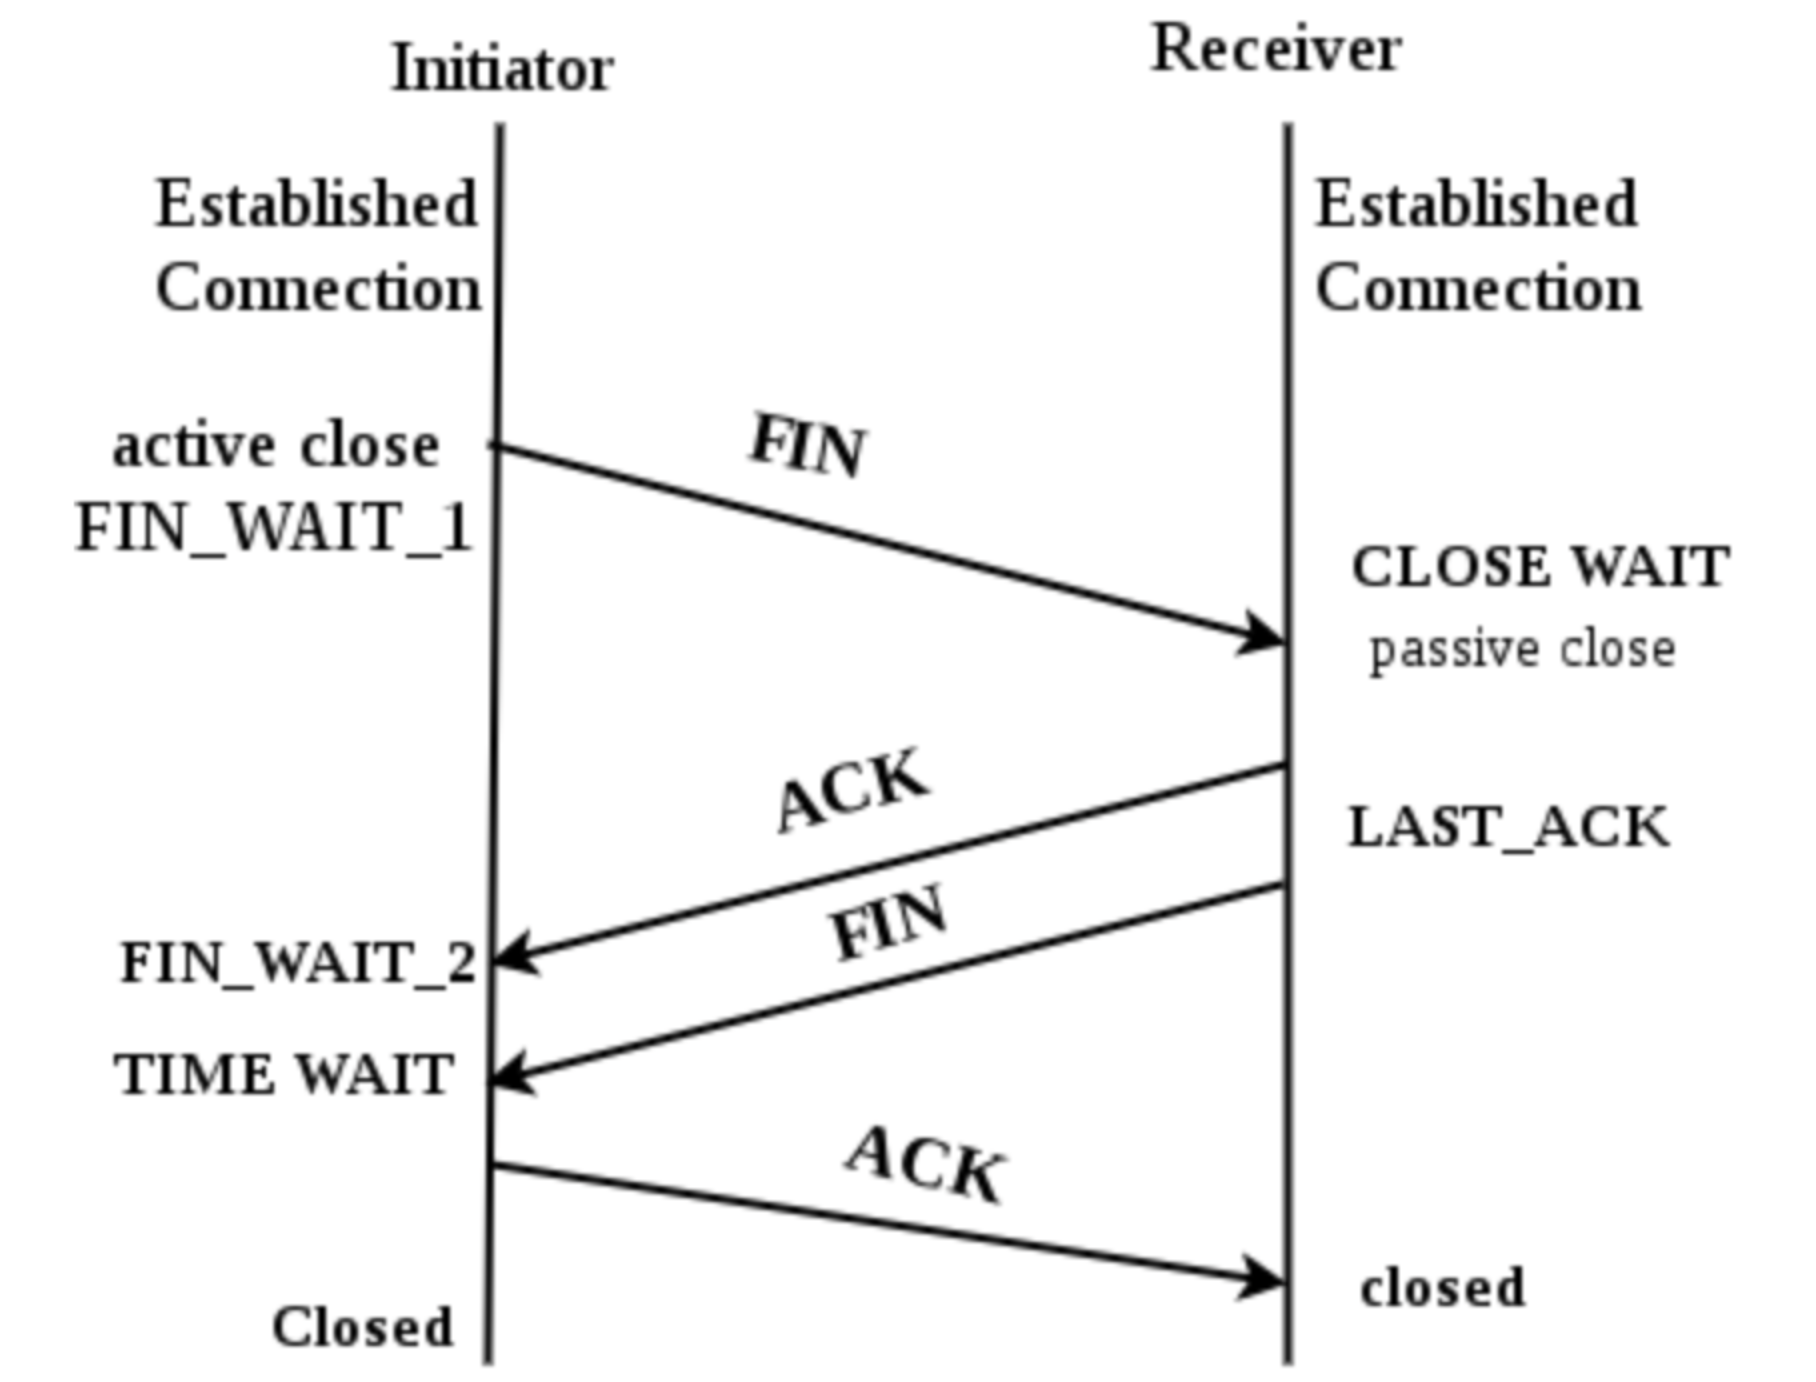 Initiator
Receiver
Established
Connection
Established
Connection
active close
FIN_WAIT_1
FIN
CLOSE WAIT
passive close
ACK
LAST_ACK
FIN
FIN_WAIT_2
TIME WAIT
ACK
closed
Closed